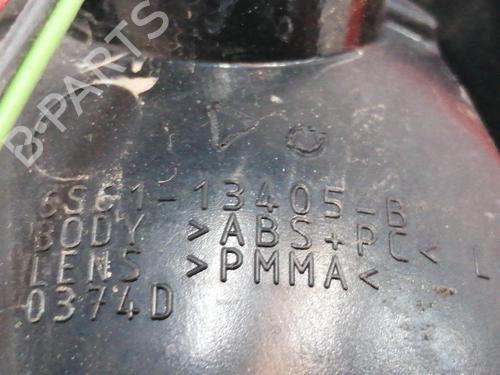 B-PARTS
6S61-13405-B
BODY >ABS+PC<
LENS >PMMA< L
0374D